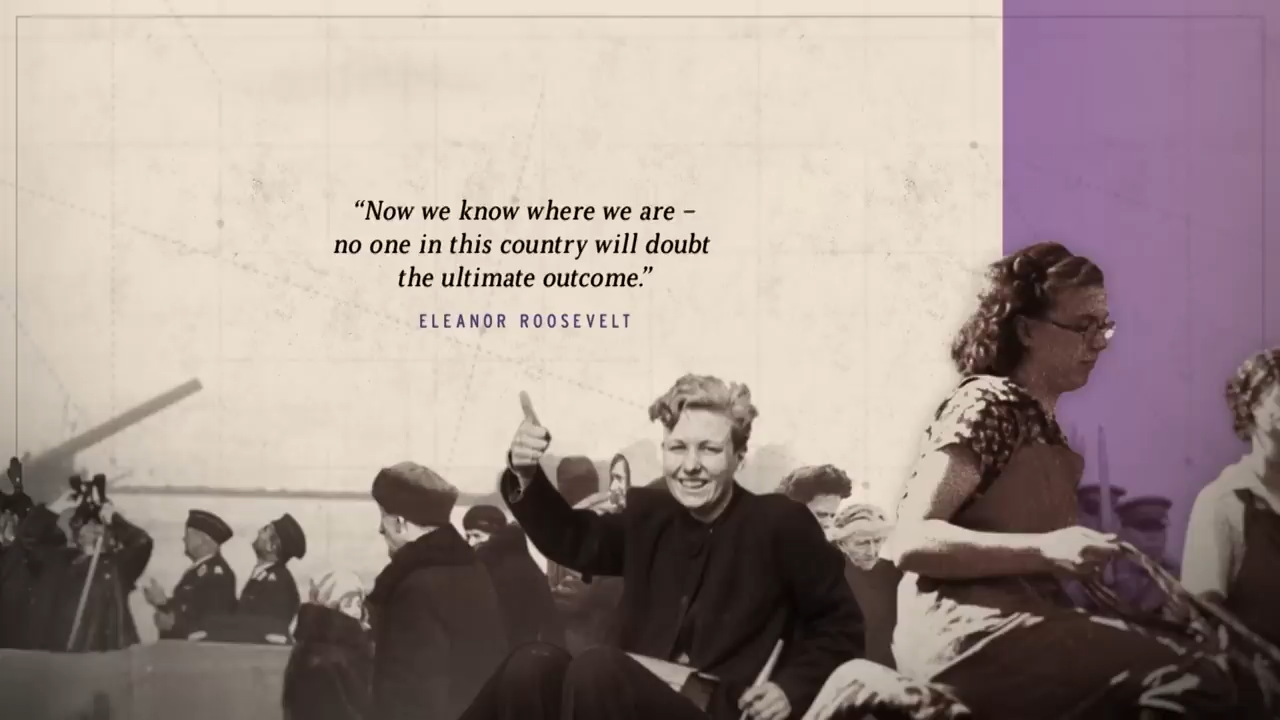 “Now we know where we are –
no one in this country will doubt
the ultimate outcome.”
ELEANOR ROOSEVELT